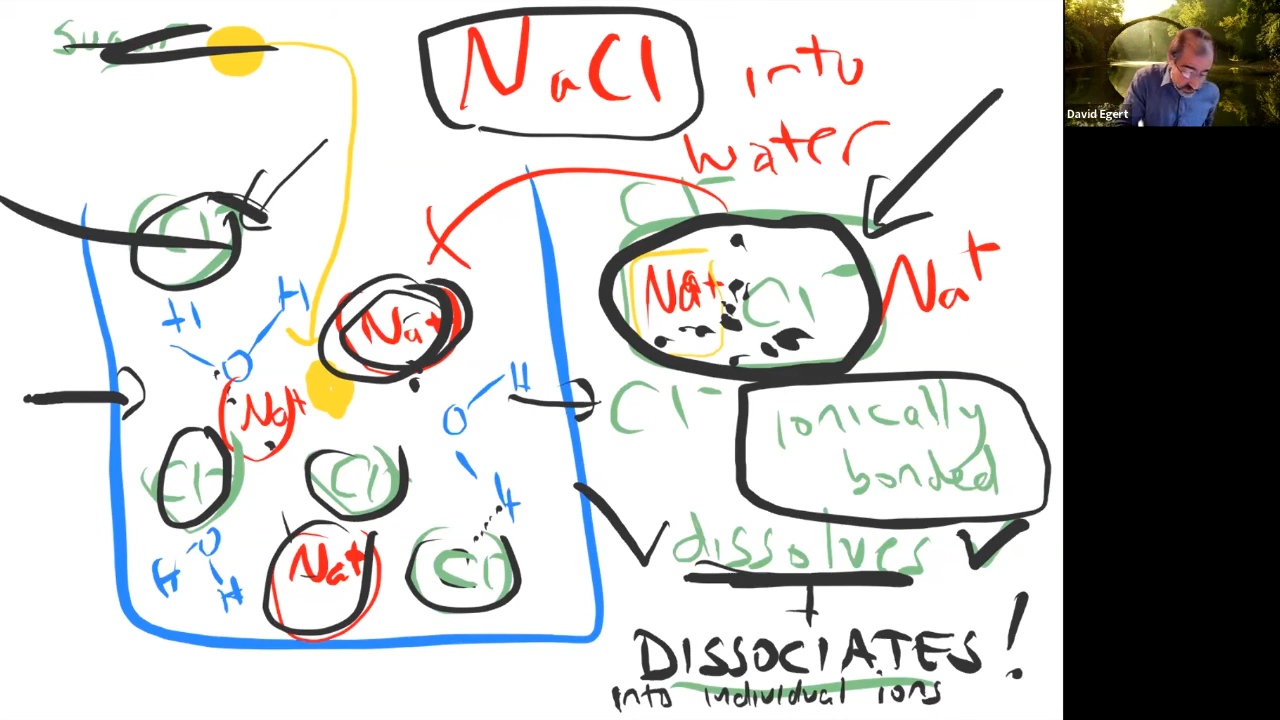 Sugar
NaCl
into
water
Cl-
Cl
Na+ Cl-
Na+
H
H
O
Na+
Na+
H
O
H
Cl-
ionically
bonded
Cl-
Cl
O
H
H
Na+
Cl
dissolves
+
DISSOCIATES!
into individual ions
David Egert